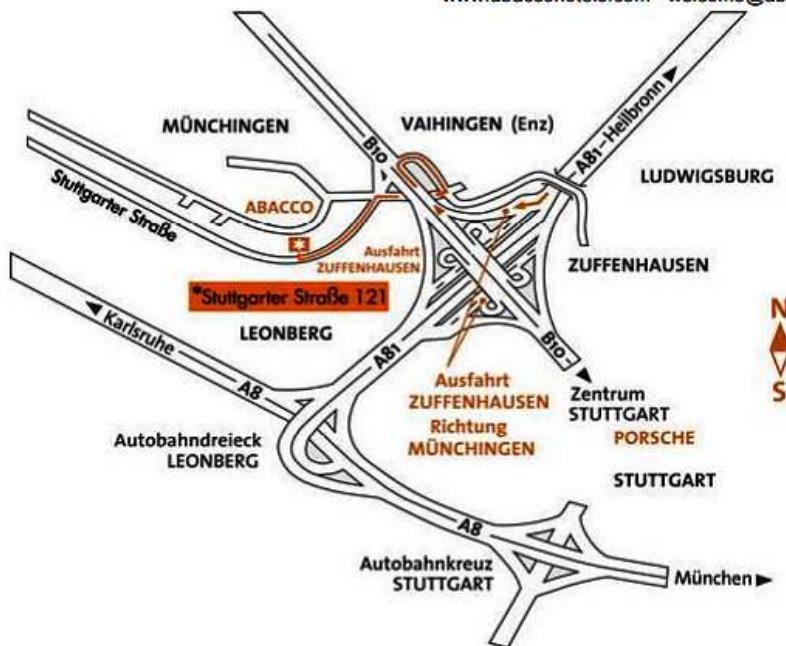 MÜNCHINGEN
VAIHINGEN (Enz)
B10
A81-Heilbronn
LUDWIGSBURG
Stuttgarter Straße
ABACCO
Ausfahrt
ZUFFENHAUSEN
ZUFFENHAUSEN
*Stuttgarter Straße 121
LEONBERG
Karlsruhe
A8
A81
B10
N
S
Ausfahrt
ZUFFENHAUSEN
Richtung
MÜNCHINGEN
Zentrum
STUTTGART
PORSCHE
STUTTGART
Autobahndreieck
LEONBERG
A8
Autobahnkreuz
STUTTGART
München